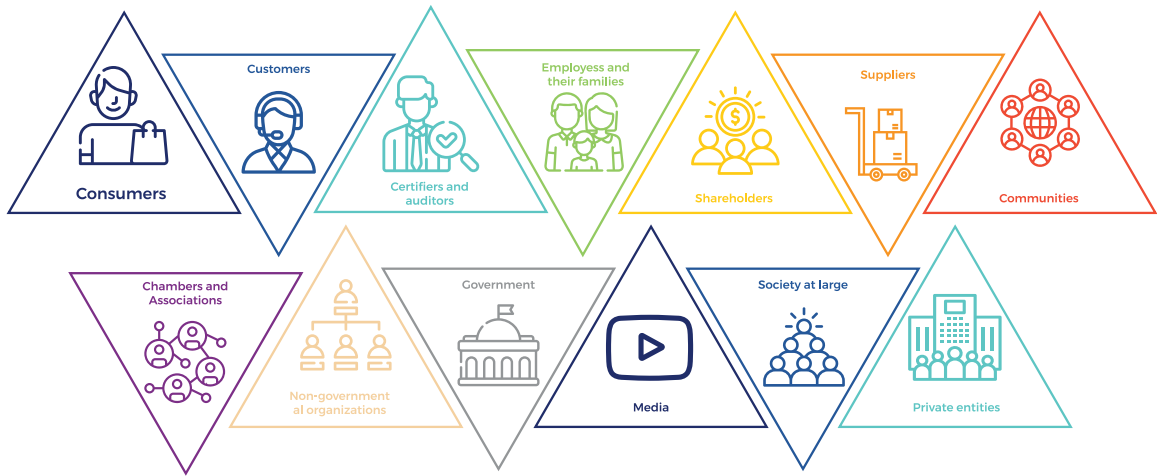 Consumers
Customers
Certifiers and
auditors
Employess and
their families
$
Shareholders
Suppliers
Communities
Chambers and
Associations
Non-government
al organizations
Government
Media
Society at large
Private entities